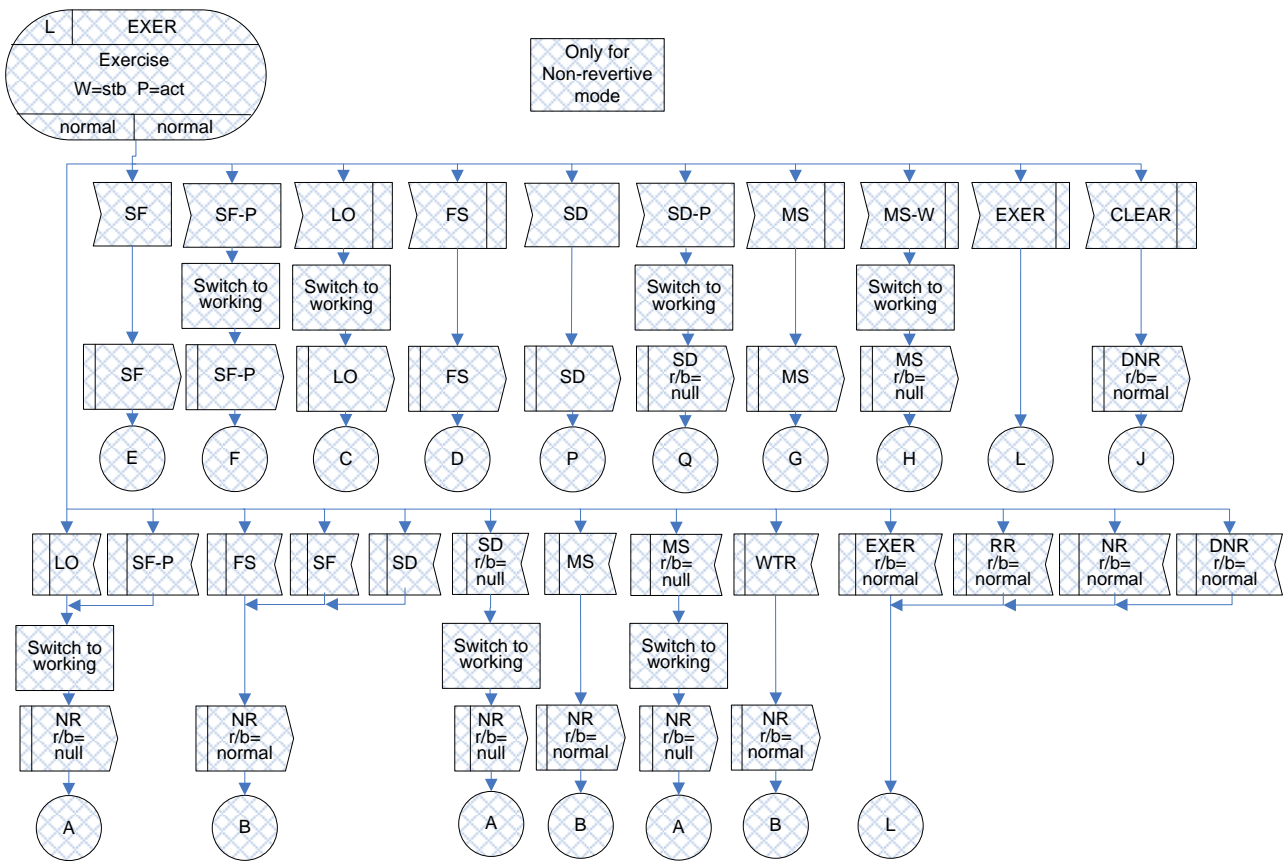 L EXER
Exercise
W=stb P=act
normal normal
Only for
Non-revertive
mode
SF SF-P LO FS SD SD-P MS MS-W EXER CLEAR
Switch to
working
Switch to
working
Switch to
working
Switch to
working
SF
SF-P
LO
FS
SD
SD
r/b=
null
MS
MS
r/b=
null
DNR
r/b=
normal
E F C D P Q G H L J
LO
SF-P
FS
SF
SD
SD
r/b=
null
MS
MS
r/b=
null
WTR
EXER
r/b=
normal
RR
r/b=
normal
NR
r/b=
normal
DNR
r/b=
normal
Switch to
working
Switch to
working
Switch to
working
NR
r/b=
null
NR
r/b=
normal
NR
r/b=
null
NR
r/b=
normal
NR
r/b=
null
NR
r/b=
normal
A B A B A B L